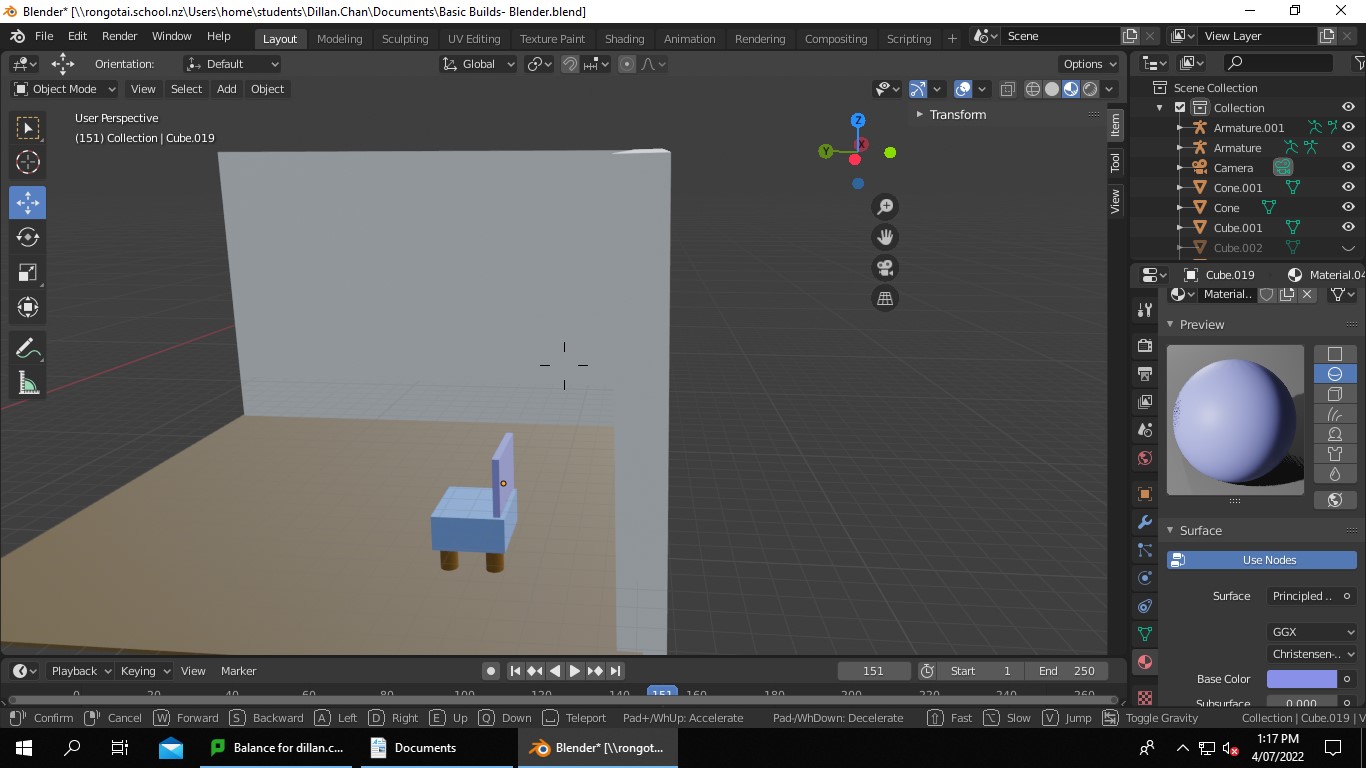 Blender* [\\rongotai.school.nz\Users\home\students\Dillan.Chan\Documents\Basic Builds- Blender.blend]
File Edit Render Window Help Layout Modeling Sculpting UV Editing Texture Paint Shading Animation Rendering Compositing Scripting + Scene View Layer
Orientation: Default Global Options
Object Mode View Select Add Object
User Perspective
(151) Collection | Cube.019
Z
Y
X
Transform
Item
Tool
View
Scene Collection
Collection
Armature.001
Armature
Camera
Cone.001
Cone
Cube.001
Cube.002
Cube.019 Material.04
Material..
Preview
Surface
Use Nodes
Surface Principled ..
GGX
Christensen-..
Base Color
Subsurface 0.000
Playback Keying View Marker 151 Start 1 End 250
0 20 40 60 80 100 120 140 151 160 180 200 220 240 260
Confirm Cancel W Forward S Backward A Left D Right E Up Q Down Teleport Pad+/WhUp: Accelerate Pad-/WhDown: Decelerate Fast Slow V Jump Toggle Gravity Collection | Cube.019 | V
Balance for dillan.c... Documents Blender* [\\rongot...
1:17 PM
4/07/2022